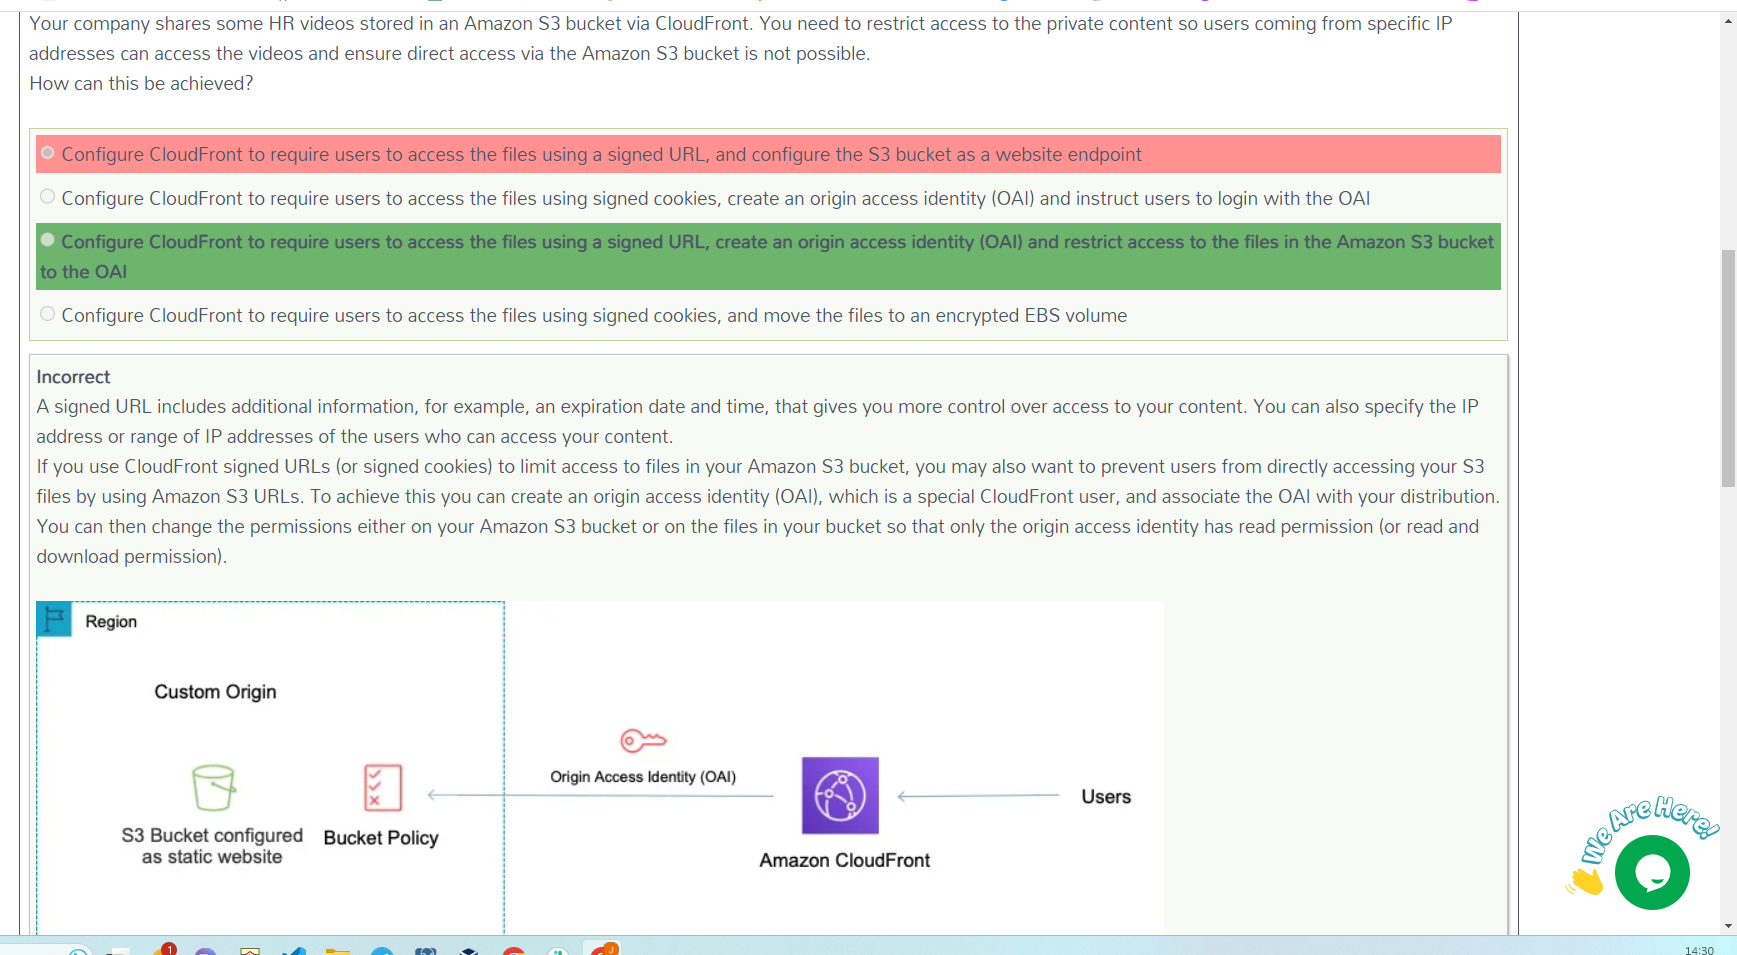 Your company shares some HR videos stored in an Amazon S3 bucket via CloudFront. You need to restrict access to the private content so users coming from specific IP
addresses can access the videos and ensure direct access via the Amazon S3 bucket is not possible.
How can this be achieved?
Configure CloudFront to require users to access the files using a signed URL, and configure the S3 bucket as a website endpoint
Configure CloudFront to require users to access the files using signed cookies, create an origin access identity (OAI) and instruct users to login with the OAI
Configure CloudFront to require users to access the files using a signed URL, create an origin access identity (OAI) and restrict access to the files in the Amazon S3 bucket
to the OAI
Configure CloudFront to require users to access the files using signed cookies, and move the files to an encrypted EBS volume
Incorrect
A signed URL includes additional information, for example, an expiration date and time, that gives you more control over access to your content. You can also specify the IP
address or range of IP addresses of the users who can access your content.
If you use CloudFront signed URLs (or signed cookies) to limit access to files in your Amazon S3 bucket, you may also want to prevent users from directly accessing your S3
files by using Amazon S3 URLs. To achieve this you can create an origin access identity (OAI), which is a special CloudFront user, and associate the OAI with your distribution.
You can then change the permissions either on your Amazon S3 bucket or on the files in your bucket so that only the origin access identity has read permission (or read and
download permission).
Region
Custom Origin
Origin Access Identity (OAI)
Users
S3 Bucket configured
as static website
Bucket Policy
Amazon CloudFront
We Are Here!
1
J
14:30